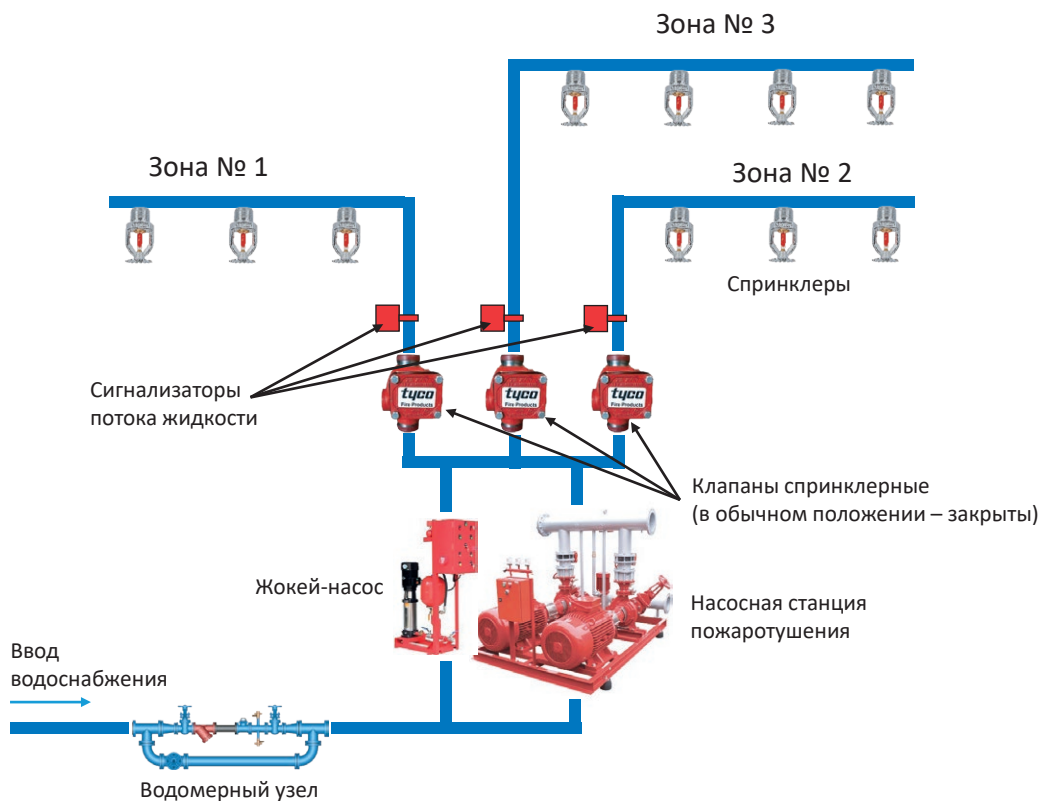 Зона № 3
Зона № 1
Зона № 2
Спринклеры
Сигнализаторы
потока жидкости
tyco
Fire Products
tyco
Fire Products
tyco
Fire Products
Клапаны спринклерные
(в обычном положении – закрыты)
Жокей-насос
Насосная станция
пожаротушения
Ввод
водоснабжения
Водомерный узел